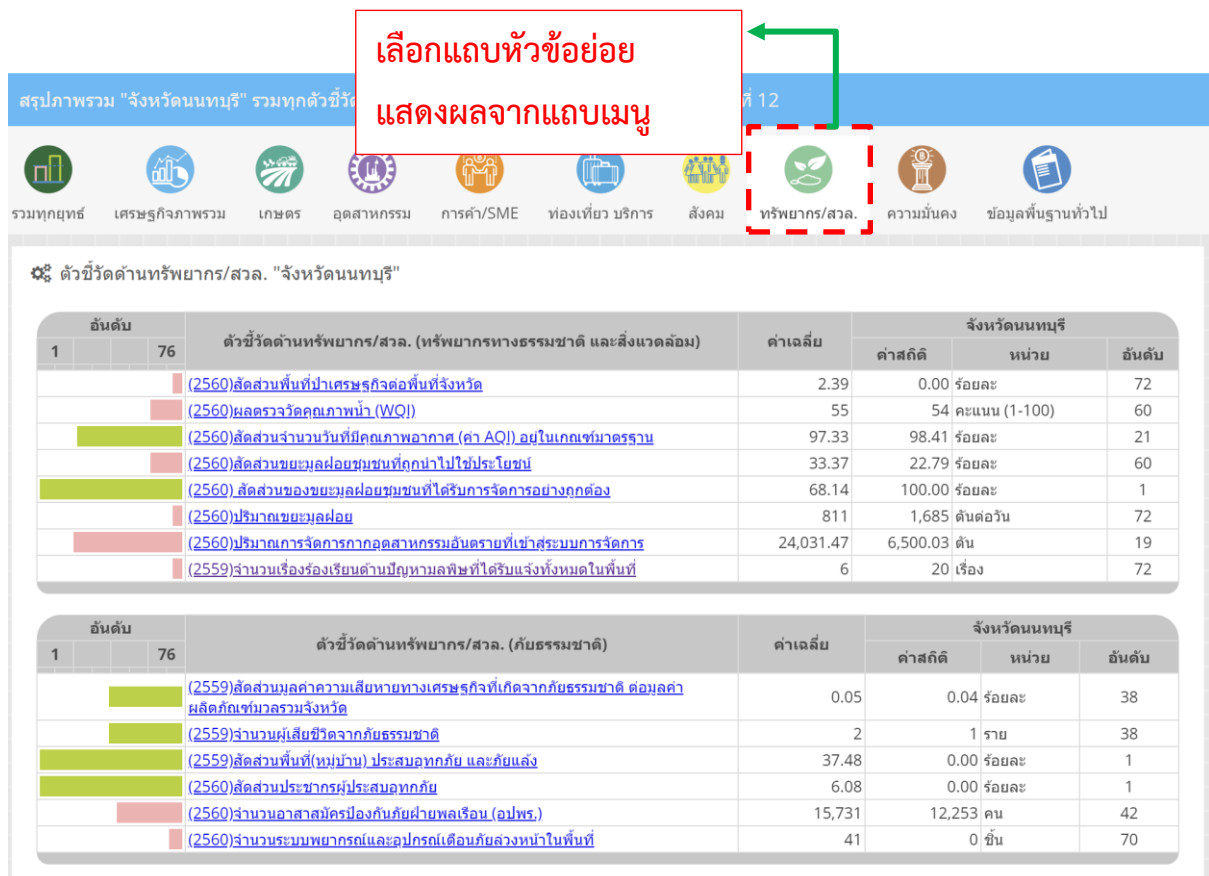 เลือกแถบหัวข้อย่อย
แสดงผลจากแถบเมนู
สรุปภาพรวม "จังหวัดนนทบุรี" รวมทุกตัวชี้วัด ที่ 12
รวมทุกยุทธ์ เศรษฐกิจภาพรวม เกษตร อุตสาหกรรม การค้า/SME ท่องเที่ยว บริการ สังคม ทรัพยากร/สวล. ความมั่นคง ข้อมูลพื้นฐานทั่วไป
ตัวชี้วัดด้านทรัพยากร/สวล. "จังหวัดนนทบุรี"
อันดับ ตัวชี้วัดด้านทรัพยากร/สวล. (ทรัพยากรทางธรรมชาติ และสิ่งแวดล้อม) ค่าเฉลี่ย จังหวัดนนทบุรี
1 76 ค่าสถิติ หน่วย อันดับ
(2560)สัดส่วนพื้นที่ป่าเศรษฐกิจต่อพื้นที่จังหวัด 2.39 0.00 ร้อยละ 72
(2560)ผลตรวจวัดคุณภาพน้ำ (WQI) 55 54 คะแนน (1-100) 60
(2560)สัดส่วนจำนวนวันที่มีคุณภาพอากาศ (ค่า AQI) อยู่ในเกณฑ์มาตรฐาน 97.33 98.41 ร้อยละ 21
(2560)สัดส่วนขยะมูลฝอยชุมชนที่ถูกนำไปใช้ประโยชน์ 33.37 22.79 ร้อยละ 60
(2560) สัดส่วนของขยะมูลฝอยชุมชนที่ได้รับการจัดการอย่างถูกต้อง 68.14 100.00 ร้อยละ 1
(2560)ปริมาณขยะมูลฝอย 811 1,685 ตันต่อวัน 72
(2560)ปริมาณการจัดการกากอุตสาหกรรมอันตรายที่เข้าสู่ระบบการจัดการ 24,031.47 6,500.03 ตัน 19
(2559)จำนวนเรื่องร้องเรียนด้านปัญหามลพิษที่ได้รับแจ้งทั้งหมดในพื้นที่ 6 20 เรื่อง 72
อันดับ ตัวชี้วัดด้านทรัพยากร/สวล. (ภัยธรรมชาติ) ค่าเฉลี่ย จังหวัดนนทบุรี
1 76 ค่าสถิติ หน่วย อันดับ
(2559)สัดส่วนมูลค่าความเสียหายทางเศรษฐกิจที่เกิดจากภัยธรรมชาติ ต่อมูลค่า
ผลิตภัณฑ์มวลรวมจังหวัด 0.05 0.04 ร้อยละ 38
(2559)จำนวนผู้เสียชีวิตจากภัยธรรมชาติ 2 1 ราย 38
(2559)สัดส่วนพื้นที่(หมู่บ้าน) ประสบอุทกภัย และภัยแล้ง 37.48 0.00 ร้อยละ 1
(2560)สัดส่วนประชากรผู้ประสบอุทกภัย 6.08 0.00 ร้อยละ 1
(2560)จำนวนอาสาสมัครป้องกันภัยฝ่ายพลเรือน (อปพร.) 15,731 12,253 คน 42
(2560)จำนวนระบบพยากรณ์และอุปกรณ์เตือนภัยล่วงหน้าในพื้นที่ 41 0 ชิ้น 70